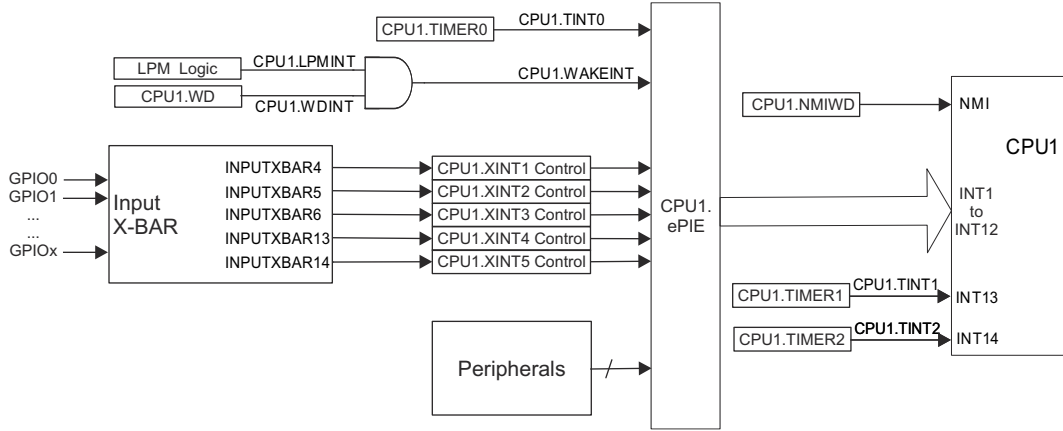 CPU1.TIMER0
CPU1.TINT0
LPM Logic
CPU1.LPMINT
CPU1.WD
CPU1.WDINT
CPU1.WAKEINT
GPIO0
GPIO1
...
...
GPIOx
Input
X-BAR
INPUTXBAR4
INPUTXBAR5
INPUTXBAR6
INPUTXBAR13
INPUTXBAR14
CPU1.XINT1 Control
CPU1.XINT2 Control
CPU1.XINT3 Control
CPU1.XINT4 Control
CPU1.XINT5 Control
Peripherals
CPU1.
ePIE
CPU1.NMIWD
NMI
CPU1
INT1
to
INT12
CPU1.TIMER1
CPU1.TINT1
INT13
CPU1.TIMER2
CPU1.TINT2
INT14